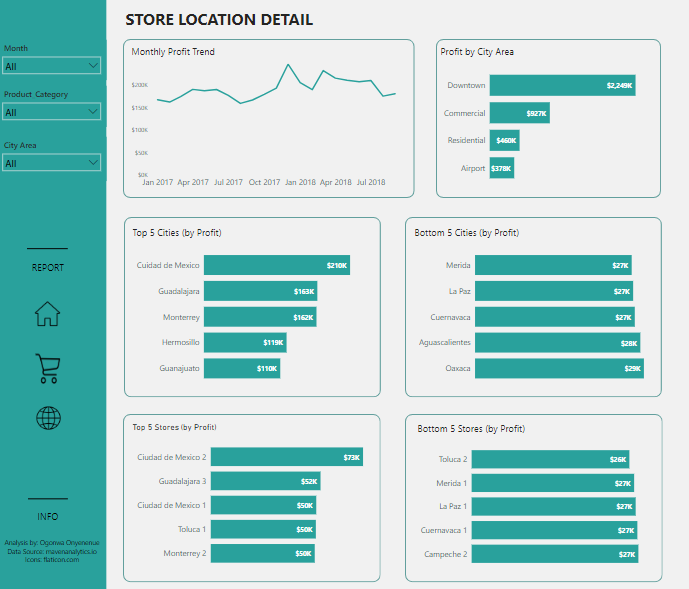 STORE LOCATION DETAIL
Month
All
Product Category
All
City Area
All
REPORT
INFO
Analysis by: Ogonwa Onyenenue
Data Source: mavenanalytics.io
Icons: flaticon.com
Monthly Profit Trend
$200K
$150K
$100K
$50K
$0K
Jan 2017 Apr 2017 Jul 2017 Oct 2017 Jan 2018 Apr 2018 Jul 2018
Profit by City Area
Downtown $2,249K
Commercial $927K
Residential $460K
Airport $378K
Top 5 Cities (by Profit)
Cuidad de Mexico $210K
Guadalajara $163K
Monterrey $162K
Hermosillo $119K
Guanajuato $110K
Bottom 5 Cities (by Profit)
Merida $27K
La Paz $27K
Cuernavaca $27K
Aguascalientes $28K
Oaxaca $29K
Top 5 Stores (by Profit)
Ciudad de Mexico 2 $73K
Guadalajara 3 $52K
Ciudad de Mexico 1 $50K
Toluca 1 $50K
Monterrey 2 $50K
Bottom 5 Stores (by Profit)
Toluca 2 $26K
Merida 1 $27K
La Paz 1 $27K
Cuernavaca 1 $27K
Campeche 2 $27K